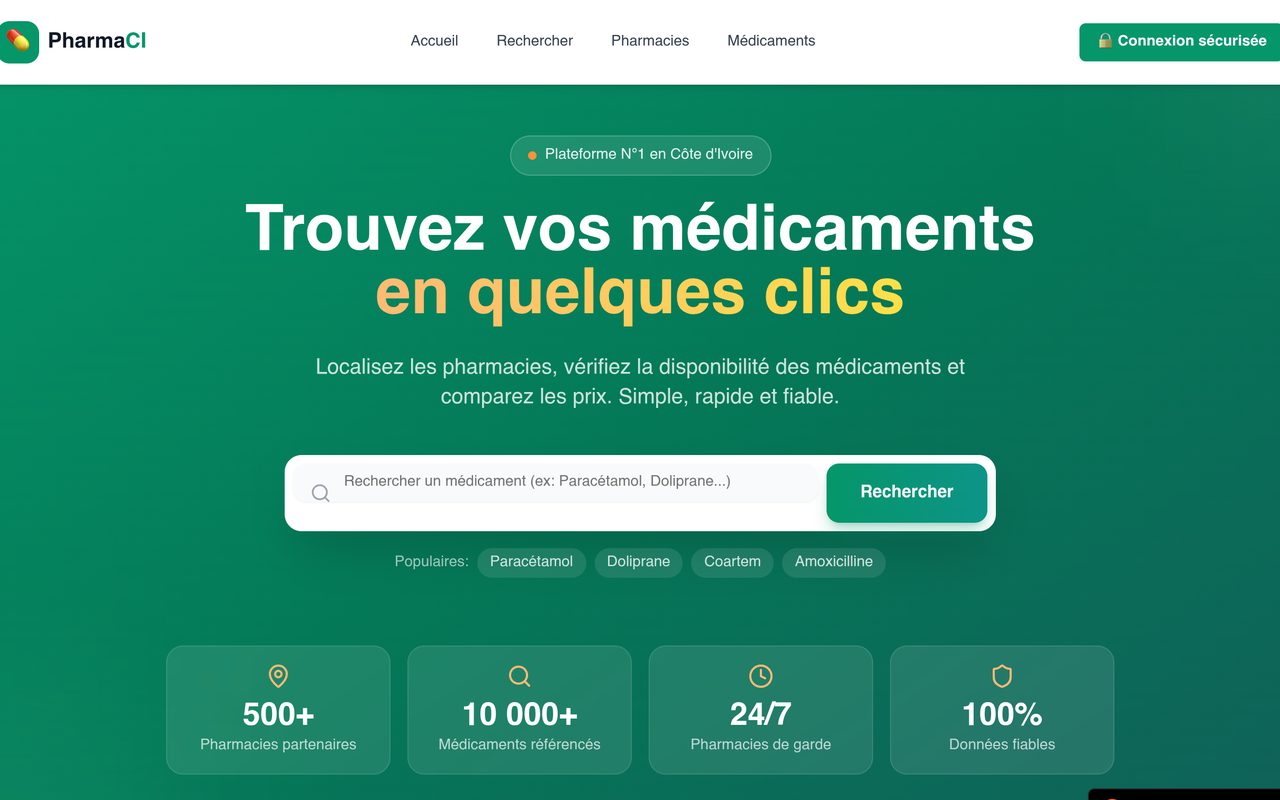 PharmaCI
Accueil
Rechercher
Pharmacies
Médicaments
Connexion sécurisée
Plateforme N°1 en Côte d'Ivoire
Trouvez vos médicaments
en quelques clics
Localisez les pharmacies, vérifiez la disponibilité des médicaments et
comparez les prix. Simple, rapide et fiable.
Rechercher un médicament (ex: Paracétamol, Doliprane...)
Rechercher
Populaires:
Paracétamol
Doliprane
Coartem
Amoxicilline
500+
Pharmacies partenaires
10 000+
Médicaments référencés
24/7
Pharmacies de garde
100%
Données fiables